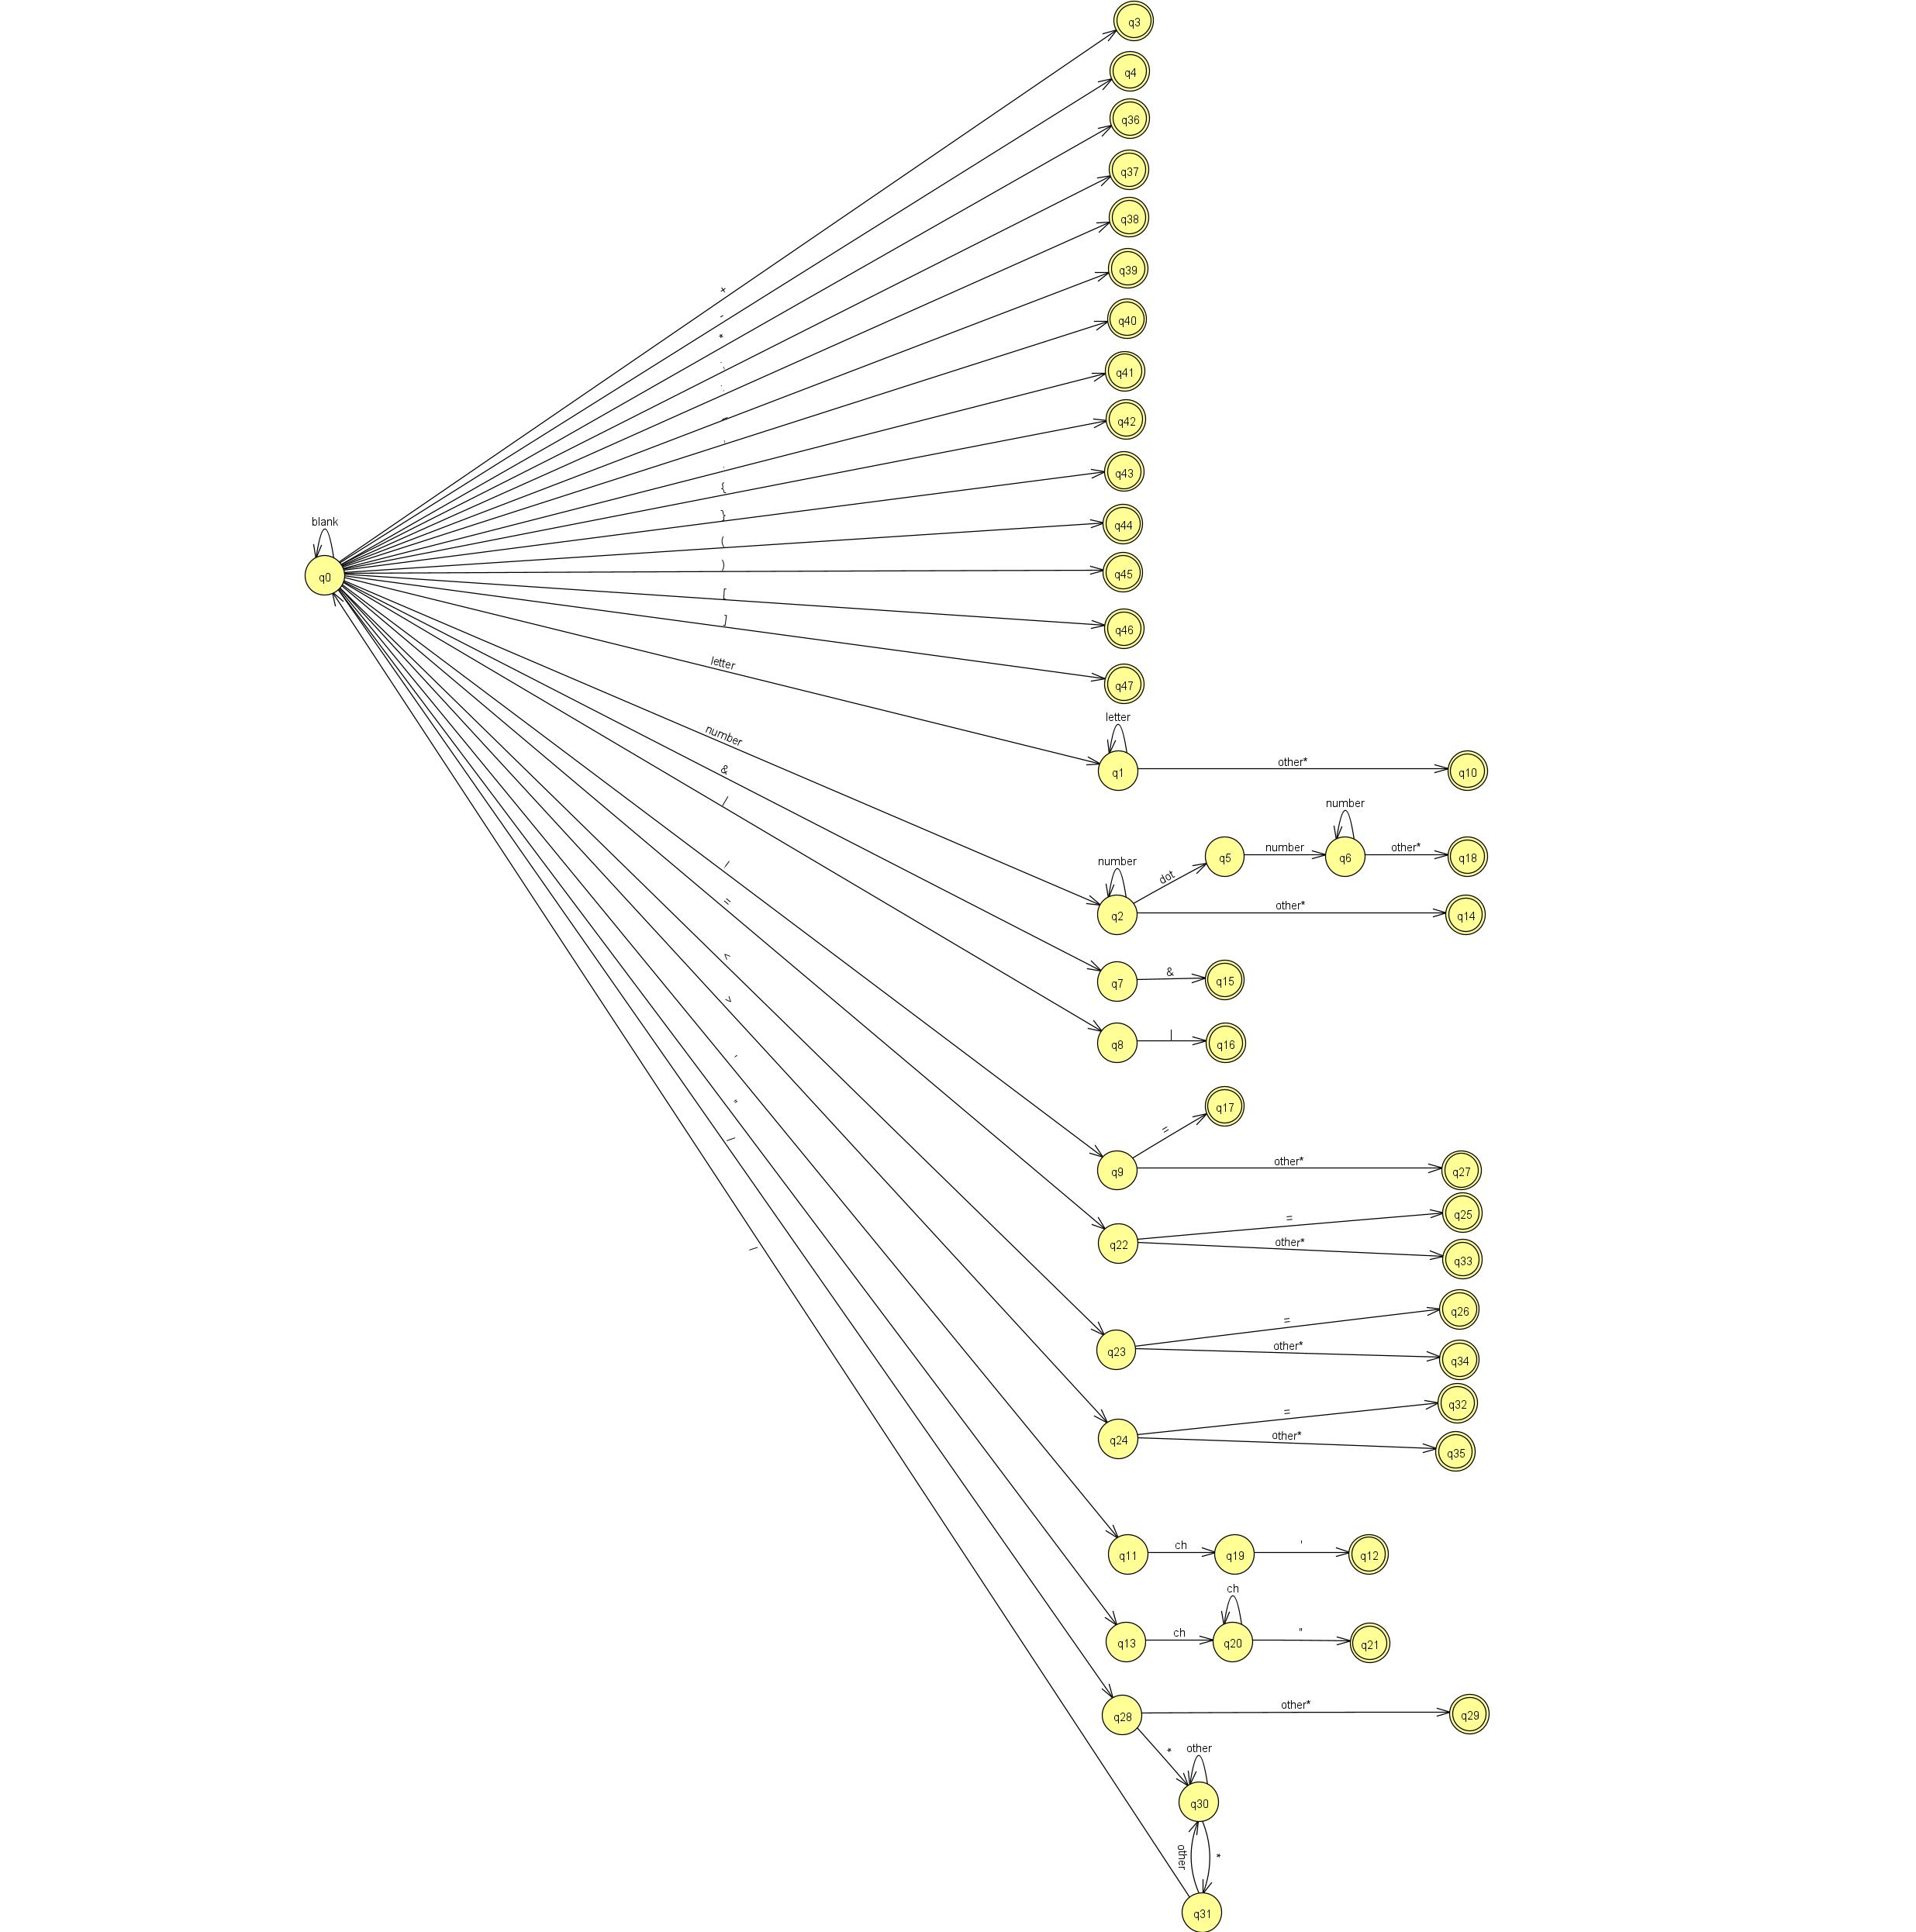 q3
q4
q36
q37
q38
q39
q40
q41
q42
q43
q44
q45
q46
q47
+
-
*
{
}
(
)
[
]
blank
q0
letter
letter
q1
other*
q10
number
number
q2
dot
q5
number
number
q6
other*
q18
other*
q14
&
q7
&
q15
|
q8
|
q16
q9
=
q17
other*
q27
=
q22
=
q25
other*
q33
<
q23
=
q26
other*
q34
>
q24
=
q32
other*
q35
'
q11
ch
q19
'
q12
q13
ch
ch
q20
"
q21
/
q28
other*
q29
*
other
q30
other
*
/
q31